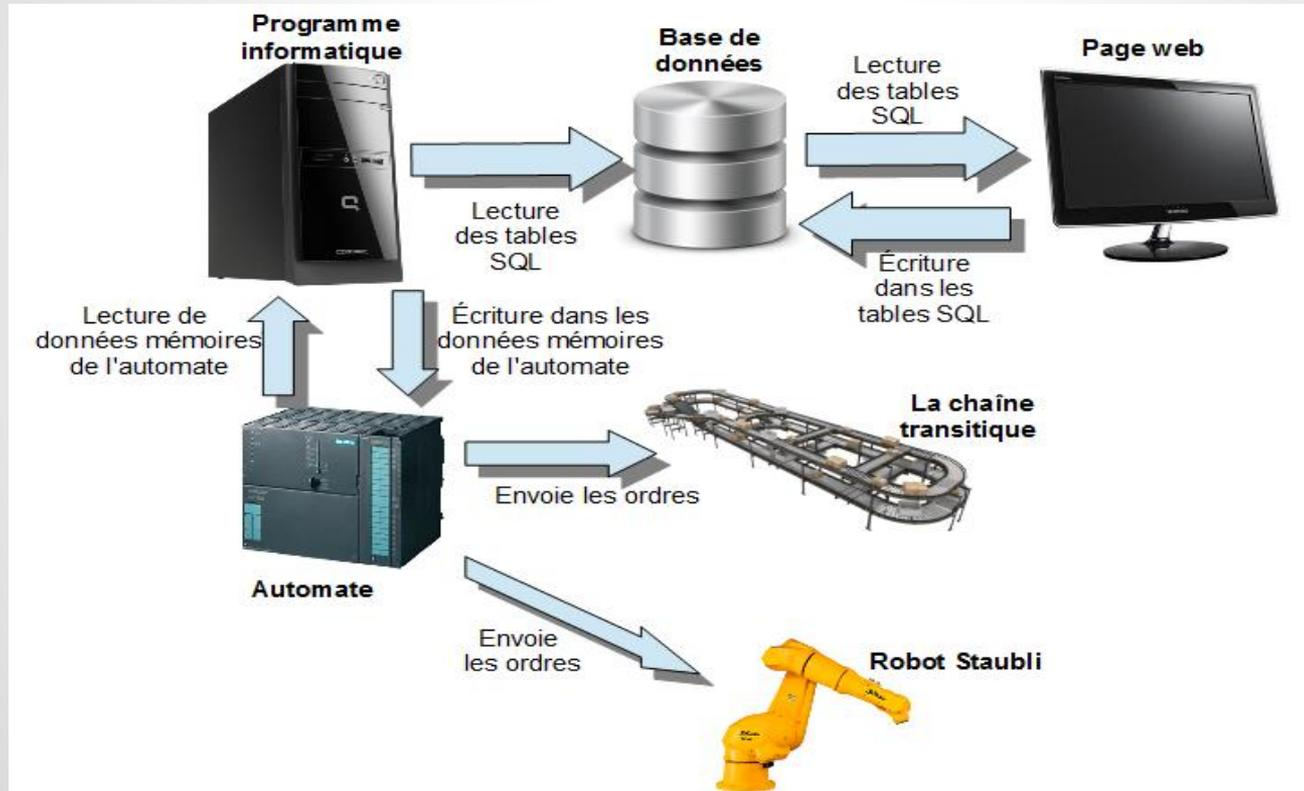 Programme
informatique
Base de
données
Page web
Lecture
des tables
SQL
Lecture
des tables
SQL
Écriture
dans les
tables SQL
Lecture de
données mémoires
de l'automate
Écriture dans les
données mémoires
de l'automate
La chaîne
transitique
Envoie les ordres
Automate
Envoie
les ordres
Robot Staubli